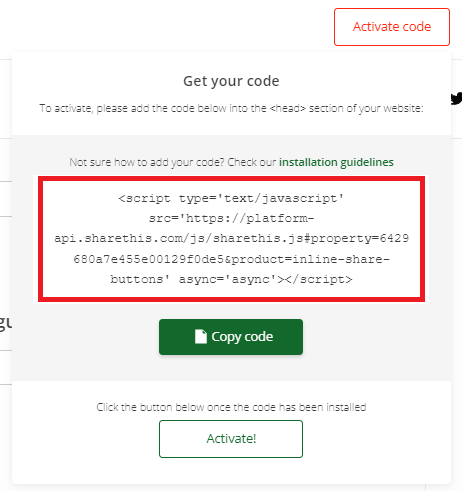 Activate code
Get your code
To activate, please add the code below into the <head> section of your website:
Not sure how to add your code? Check our installation guidelines
<script type='text/javascript'
src='https://platform-
api.sharethis.com/js/sharethis.js#property=6429
680a7e455e00129f0de5&product=inline-share-
buttons' async='async'></script>
gu
Copy code
Click the button below once the code has been installed
Activate!